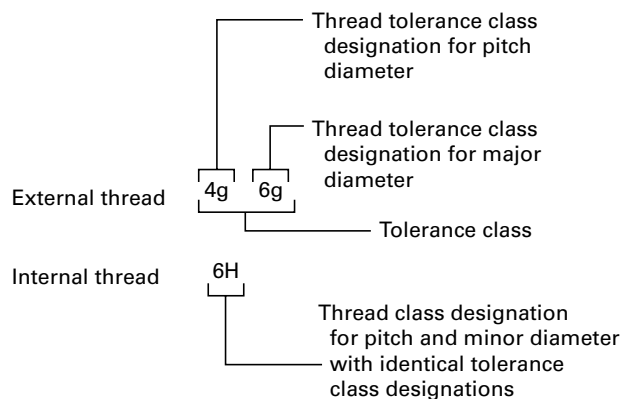 Thread tolerance class
designation for pitch
diameter
Thread tolerance class
designation for major
diameter
External thread
4g 6g
Tolerance class
Internal thread
6H
Thread class designation
for pitch and minor diameter
with identical tolerance
class designations